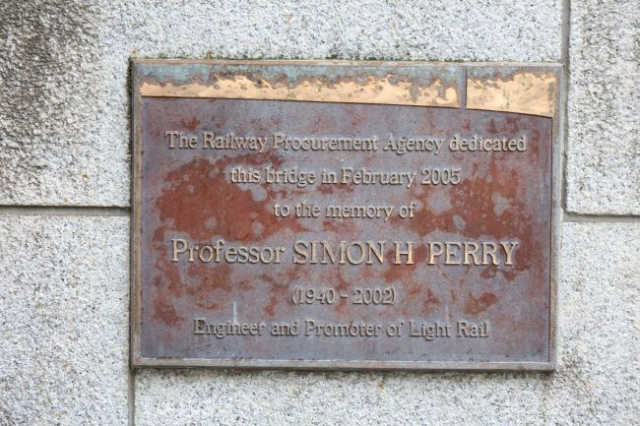 The Railway Procurement Agency dedicated
this bridge in February 2005
to the memory of
Professor SIMON H PERRY
(1940 - 2002)
Engineer and Promoter of Light Rail